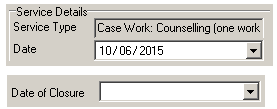 Service Details
Service Type Case Work: Counselling (one work
Date 10/06/2015
Date of Closure